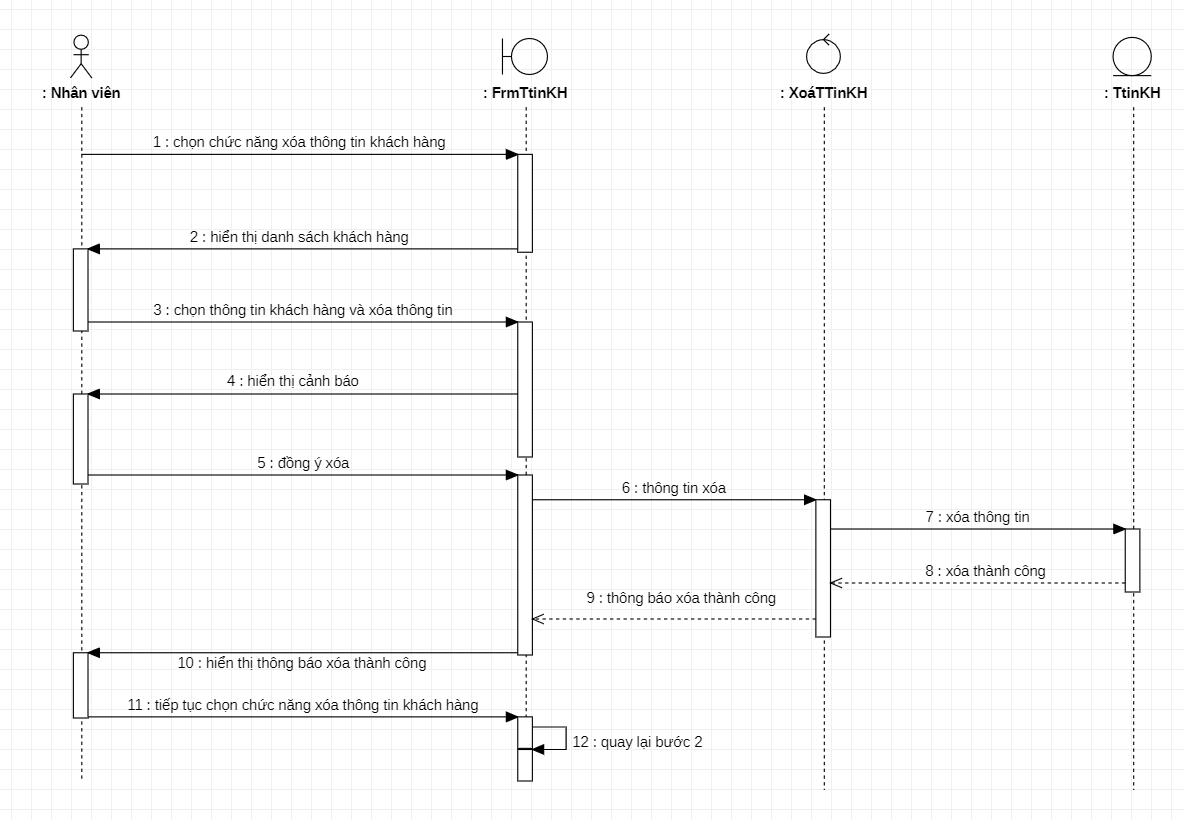 : Nhân viên
: FrmTtinKH
: XoáTTinKH
: TtinKH
1 : chọn chức năng xóa thông tin khách hàng
2 : hiển thị danh sách khách hàng
3 : chọn thông tin khách hàng và xóa thông tin
4 : hiển thị cảnh báo
5 : đồng ý xóa
6 : thông tin xóa
7 : xóa thông tin
8 : xóa thành công
9 : thông báo xóa thành công
10 : hiển thị thông báo xóa thành công
11 : tiếp tục chọn chức năng xóa thông tin khách hàng
12 : quay lại bước 2